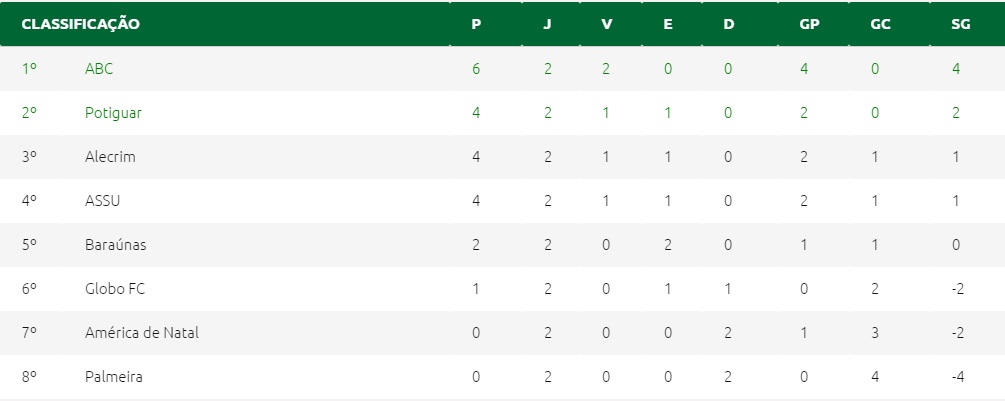 CLASSIFICAÇÃO P J V E D GP GC SG
1º ABC 6 2 2 0 0 4 0 4
2º Potiguar 4 2 1 1 0 2 0 2
3º Alecrim 4 2 1 1 0 2 1 1
4º ASSU 4 2 1 1 0 2 1 1
5º Baraúnas 2 2 0 2 0 1 1 0
6º Globo FC 1 2 0 1 1 0 2 -2
7º América de Natal 0 2 0 0 2 1 3 -2
8º Palmeira 0 2 0 0 2 0 4 -4